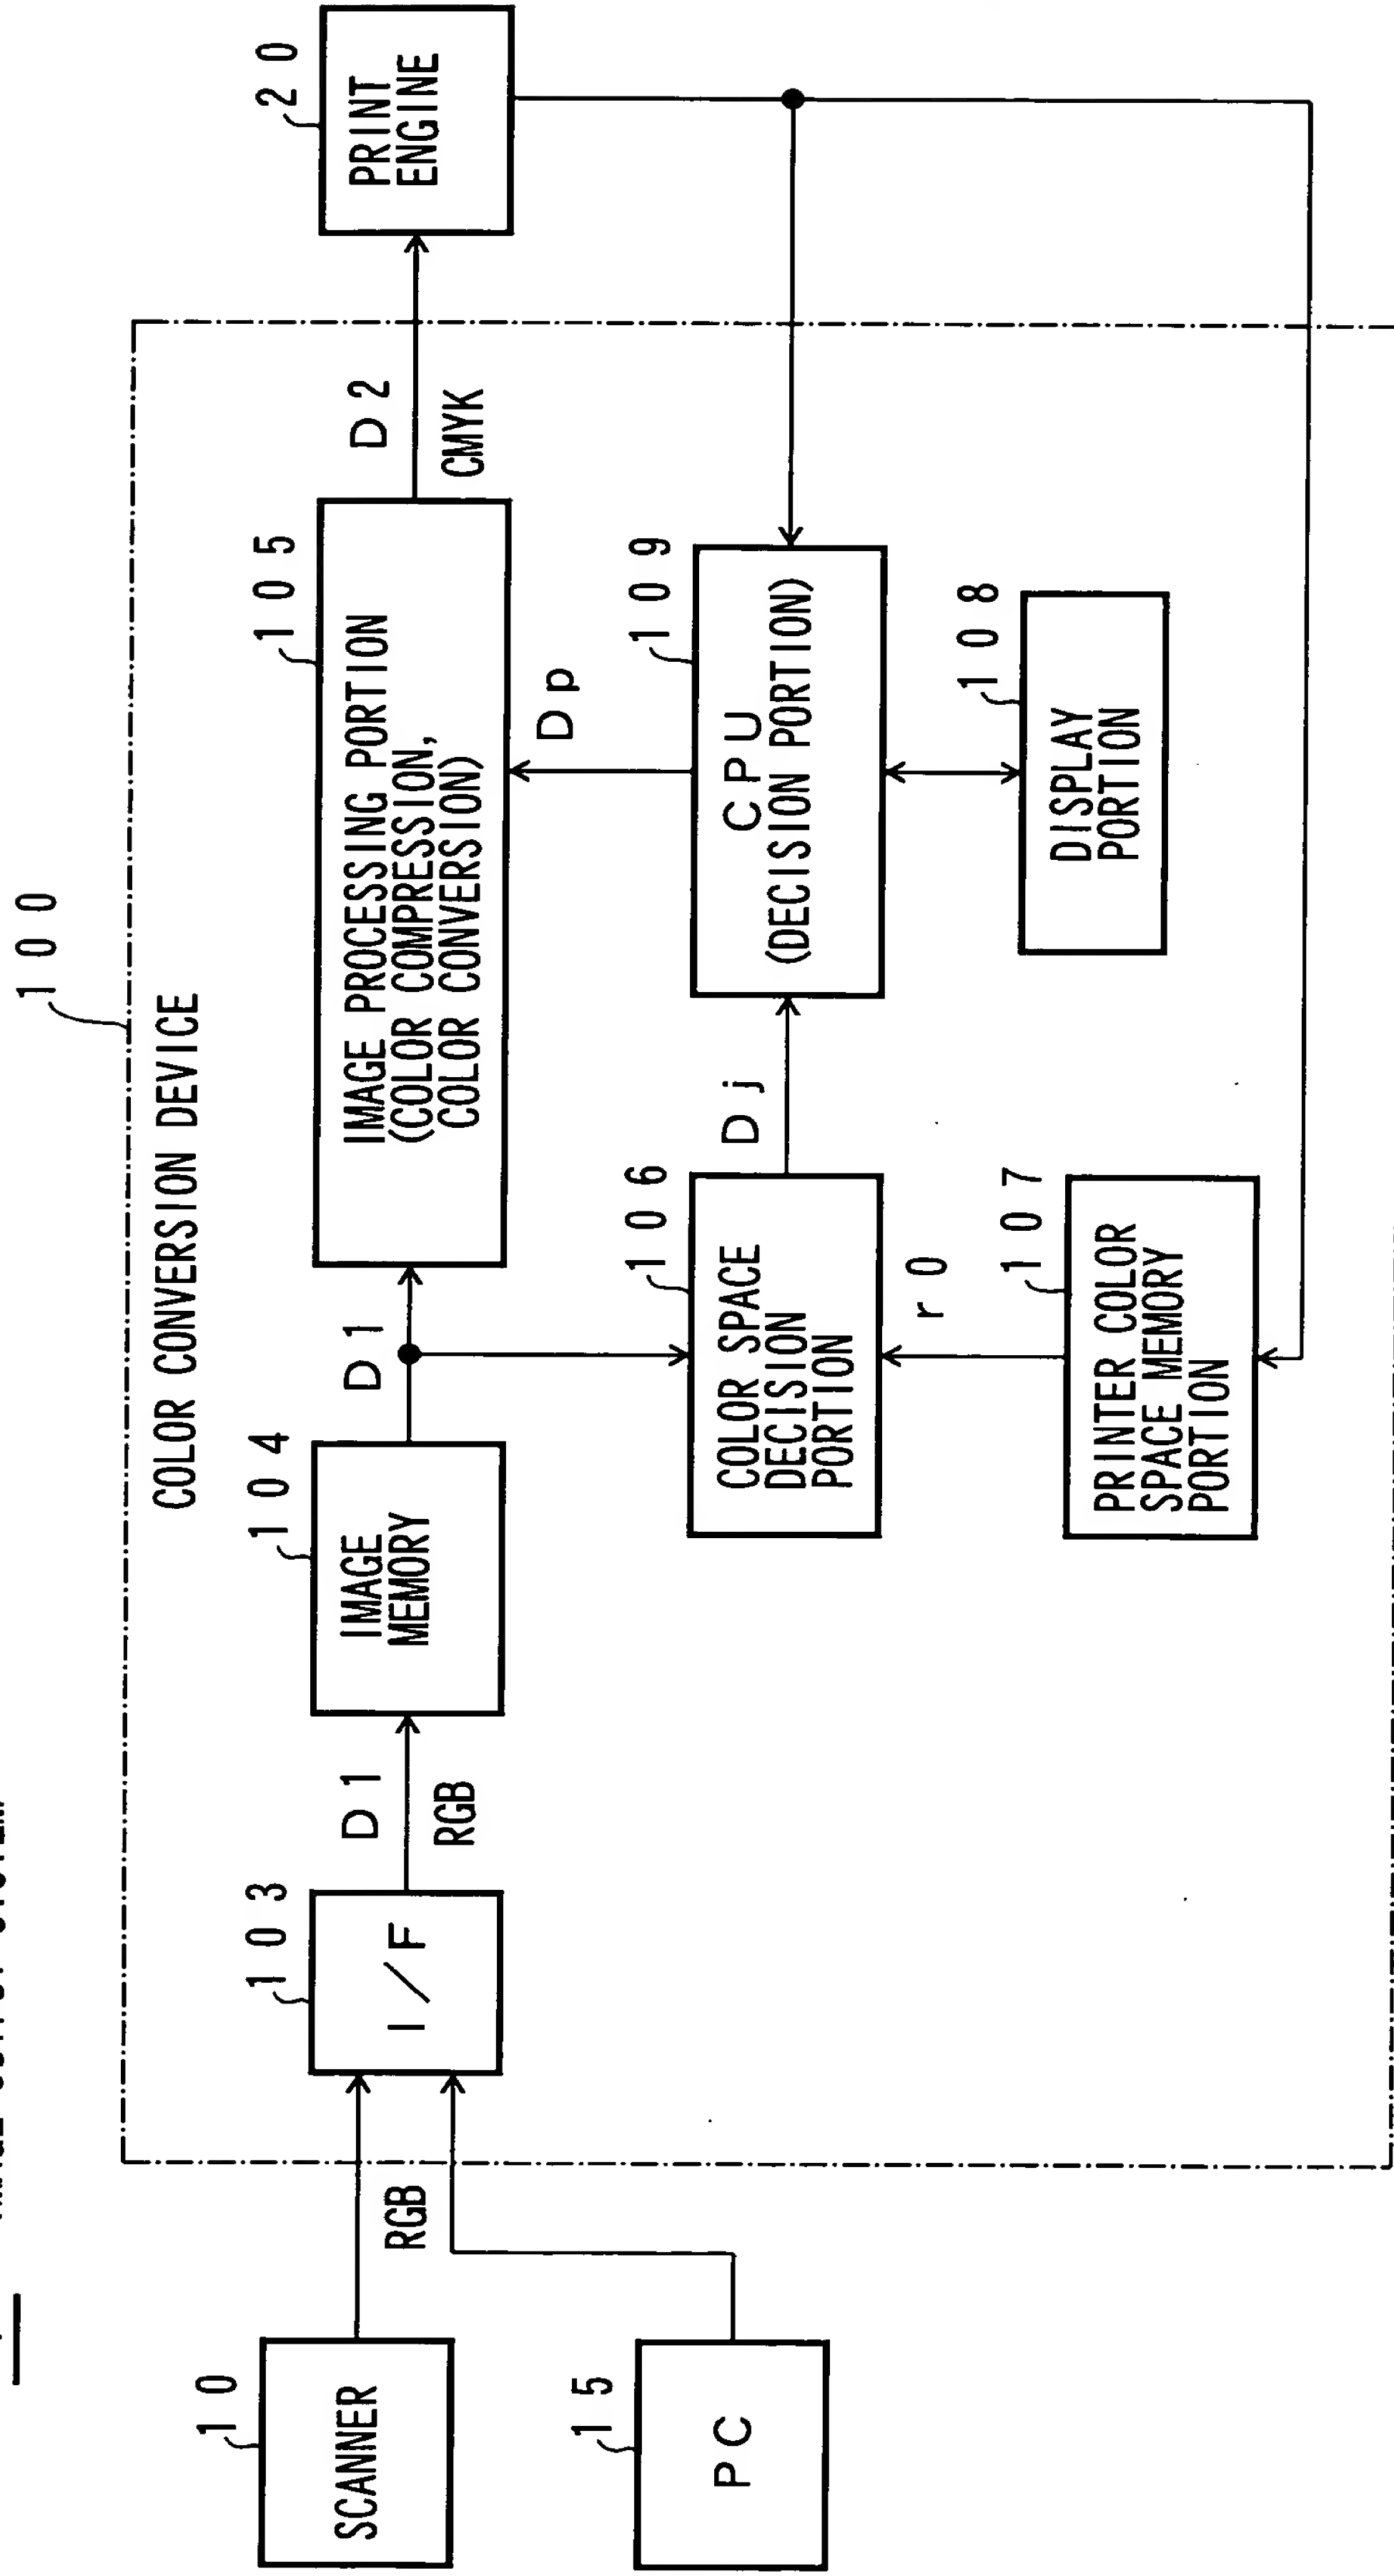 100
COLOR CONVERSION DEVICE
10
SCANNER
15
PC
RGB
103
I/F
D1
RGB
104
IMAGE
MEMORY
D1
105
IMAGE PROCESSING PORTION
(COLOR COMPRESSION,
COLOR CONVERSION)
D2
CMYK
20
PRINT
ENGINE
106
COLOR SPACE
DECISION
PORTION
Dj
109
CPU
(DECISION PORTION)
Dp
r0
107
PRINTER COLOR
SPACE MEMORY
PORTION
108
DISPLAY
PORTION